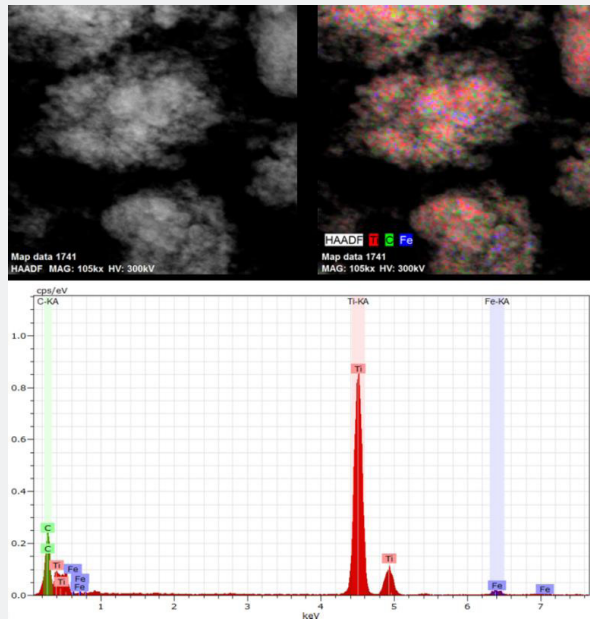 Map data 1741
HAADF MAG: 105kx HV: 300kV
HAADF Ti C Fe
Map data 1741
HAADF MAG: 105kx HV: 300kV
cps/eV
C-KA Ti-KA Fe-KA
1.0
0.8
Ti
0.6
0.4
C
0.2
C
Ti
Ti
Fe
Fe
Fe
Ti
Fe
Fe
0.0
1 2 3 4 5 6 7
keV